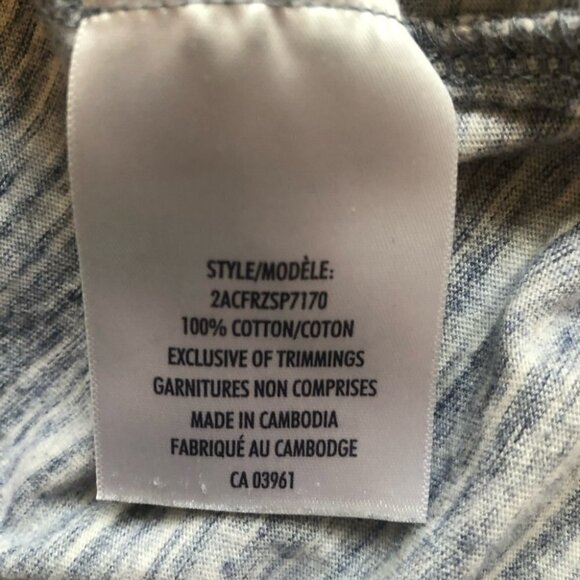 STYLE/MODÈLE:
2ACFRZSP7170
100% COTTON/COTON
EXCLUSIVE OF TRIMMINGS
GARNITURES NON COMPRISES
MADE IN CAMBODIA
FABRIQUÉ AU CAMBODGE
CA 03961